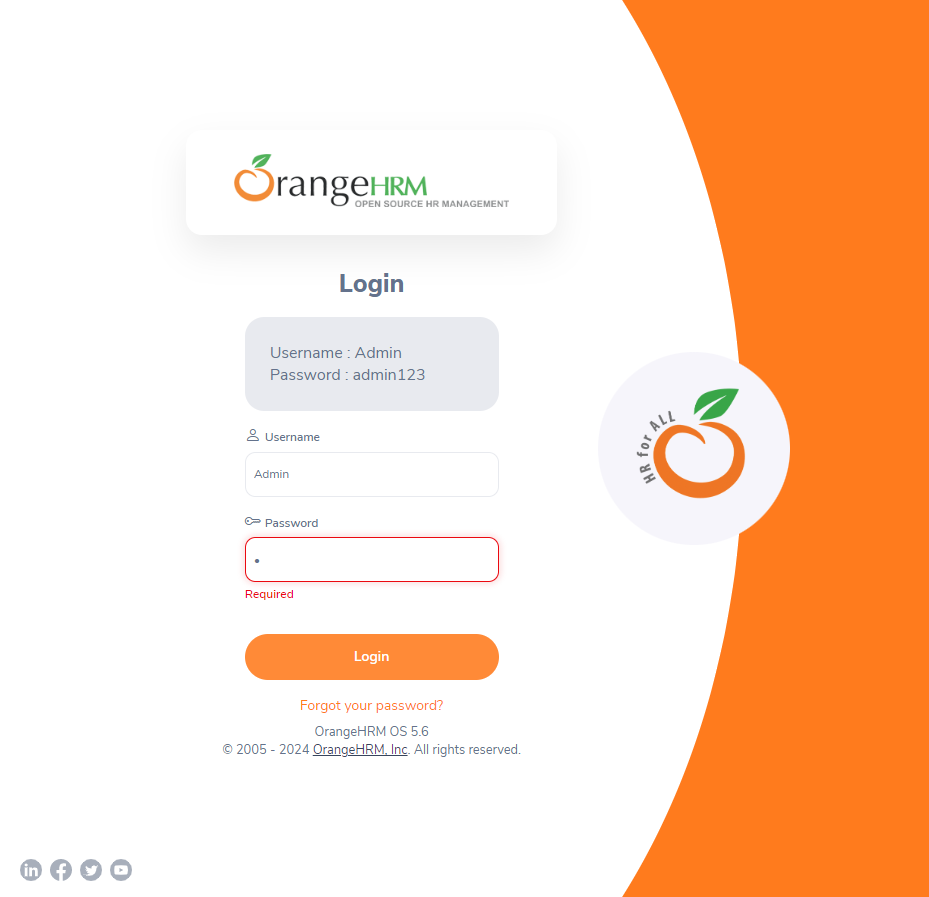 OrangeHRM
OPEN SOURCE HR MANAGEMENT
Login
Username : Admin
Password : admin123
Username
Admin
HR for ALL
Password
•
Required
Login
Forgot your password?
OrangeHRM OS 5.6
© 2005 - 2024 OrangeHRM, Inc. All rights reserved.
in